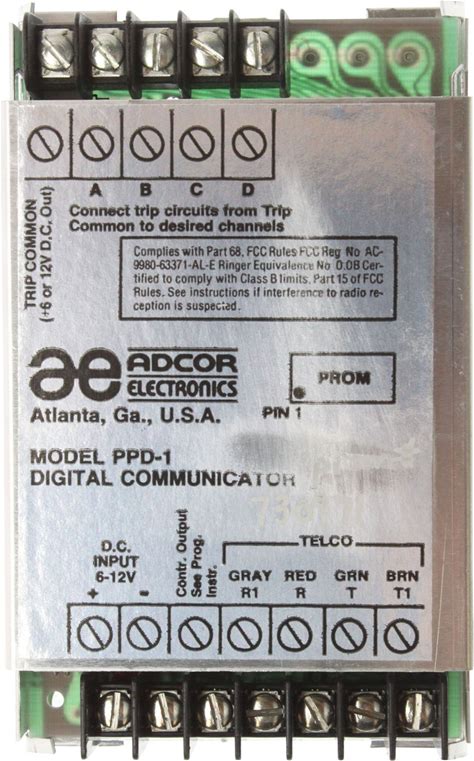 A B C D
TRIP COMMON
(+6 or 12V D.C. Out)
Connect trip circuits from Trip
Common to desired channels
Complies with Part 68, FCC Rules FCC Reg No AC-
9980-63371-AL-E Ringer Equivalence No 0.0B Cer-
tified to comply with Class B limits, Part 15 of FCC
Rules. See instructions if interference to radio re-
ception is suspected.
ae ADCOR
ELECTRONICS
Atlanta, Ga., U.S.A.
PROM
PIN 1
MODEL PPD-1
DIGITAL COMMUNICATOR
D.C.
INPUT
6-12V
+ -
Contr. Output
See Prog.
Instr.
TELCO
GRAY RED GRN BRN
R1 R T T1